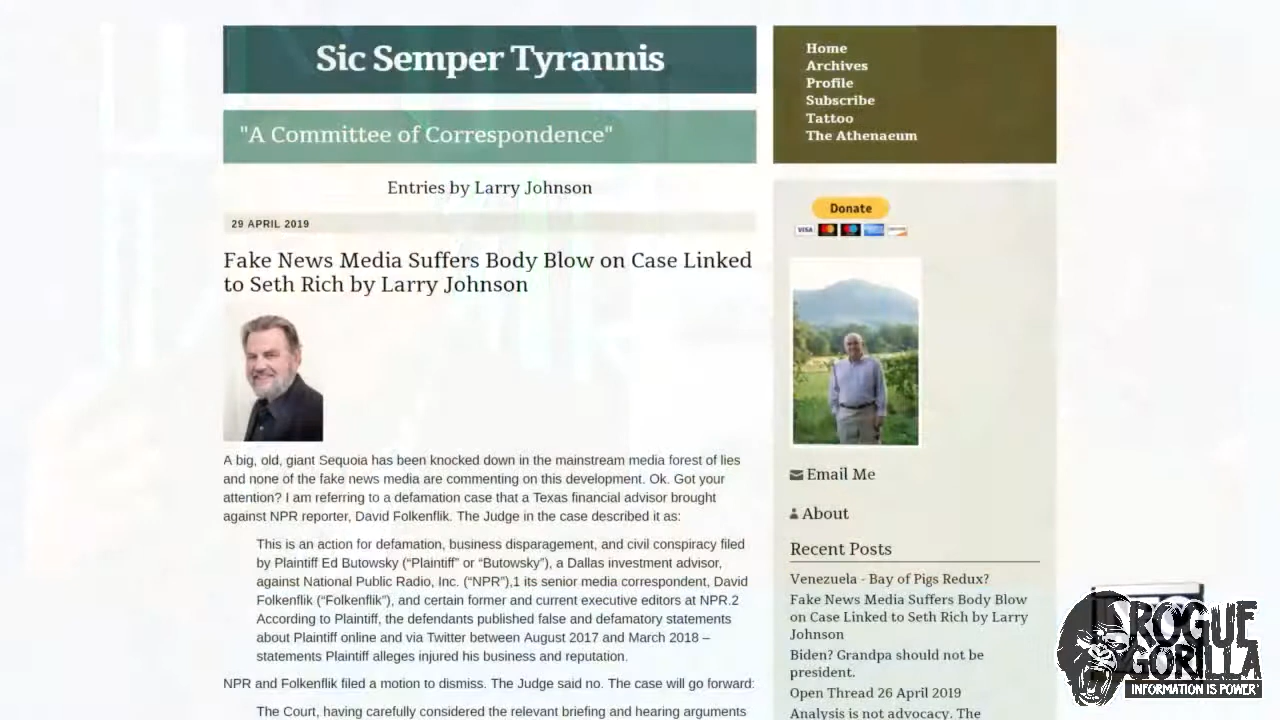 Sic Semper Tyrannis
"A Committee of Correspondence"
Entries by Larry Johnson
29 APRIL 2019
Fake News Media Suffers Body Blow on Case Linked
to Seth Rich by Larry Johnson
A big, old, giant Sequoia has been knocked down in the mainstream media forest of lies
and none of the fake news media are commenting on this development. Ok. Got your
attention? I am referring to a defamation case that a Texas financial advisor brought
against NPR reporter, David Folkenflik. The Judge in the case described it as:
This is an action for defamation, business disparagement, and civil conspiracy filed
by Plaintiff Ed Butowsky (“Plaintiff” or “Butowsky”), a Dallas investment advisor,
against National Public Radio, Inc. (“NPR”),1 its senior media correspondent, David
Folkenflik (“Folkenflik”), and certain former and current executive editors at NPR.2
According to Plaintiff, the defendants published false and defamatory statements
about Plaintiff online and via Twitter between August 2017 and March 2018 –
statements Plaintiff alleges injured his business and reputation.
NPR and Folkenflik filed a motion to dismiss. The Judge said no. The case will go forward:
The Court, having carefully considered the relevant briefing and hearing arguments
Home
Archives
Profile
Subscribe
Tattoo
The Athenaeum
Donate
VISA
Email Me
About
Recent Posts
Venezuela - Bay of Pigs Redux?
Fake News Media Suffers Body Blow
on Case Linked to Seth Rich by Larry
Johnson
Biden? Grandpa should not be
president.
Open Thread 26 April 2019
Analysis is not advocacy. The
ROGUE
GORILLA
INFORMATION IS POWER